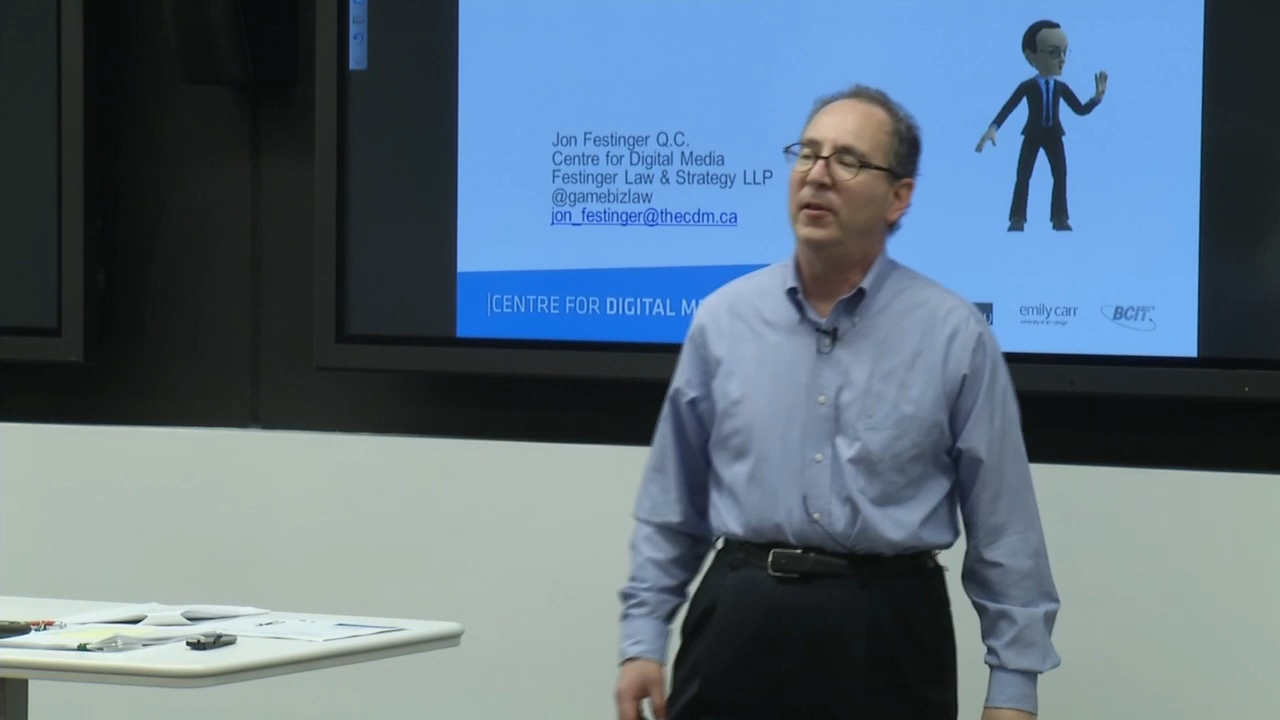 Jon Festinger Q.C.
Centre for Digital Media
Festinger Law & Strategy LLP
@gamebizlaw
jon_festinger@thecdm.ca
|CENTRE FOR DIGITAL ME
emily carr
BCIT